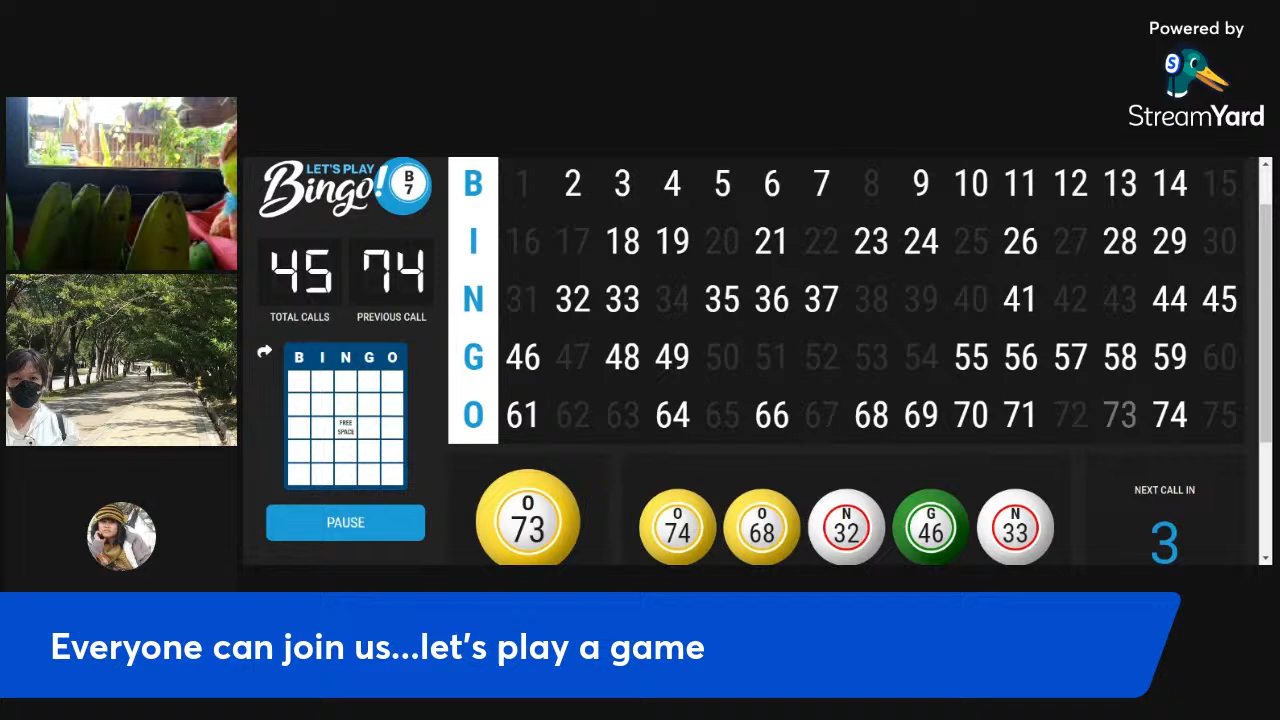 Powered by
StreamYard
LET'S PLAY
Bingo!
B
7
45
74
TOTAL CALLS
PREVIOUS CALL
B I N G O
FREE
SPACE
PAUSE
B 1 2 3 4 5 6 7 8 9 10 11 12 13 14 15
I 16 17 18 19 20 21 22 23 24 25 26 27 28 29 30
N 31 32 33 34 35 36 37 38 39 40 41 42 43 44 45
G 46 47 48 49 50 51 52 53 54 55 56 57 58 59 60
O 61 62 63 64 65 66 67 68 69 70 71 72 73 74 75
O
73
O
74
O
68
N
32
G
46
N
33
NEXT CALL IN
3
Everyone can join us...let's play a game